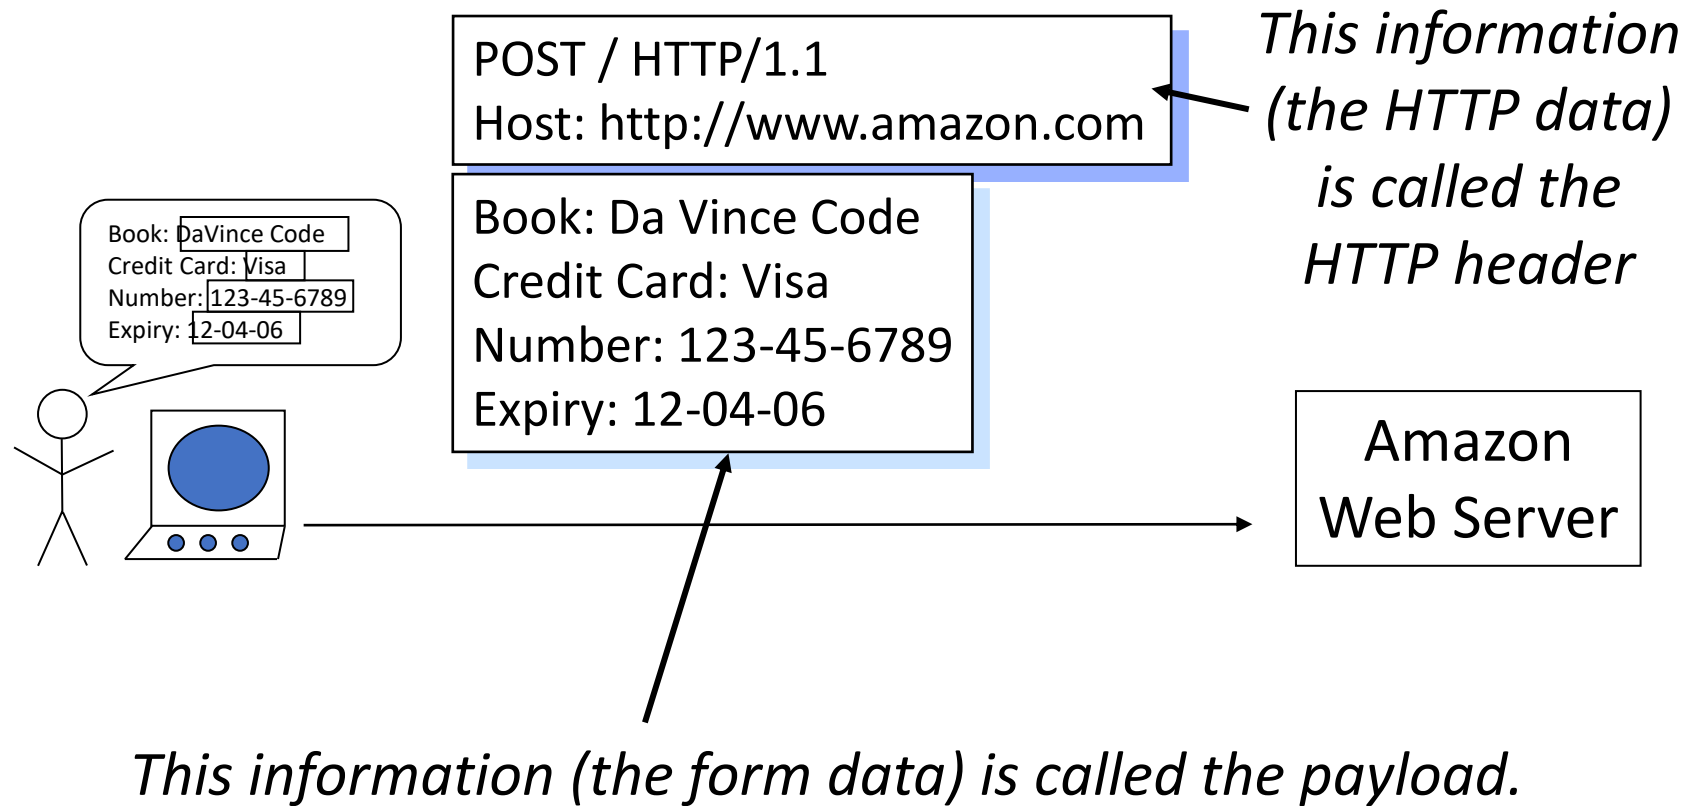 POST / HTTP/1.1
Host: http://www.amazon.com
This information
(the HTTP data)
is called the
HTTP header
Book: DaVince Code
Credit Card: Visa
Number: 123-45-6789
Expiry: 12-04-06
Book: Da Vince Code
Credit Card: Visa
Number: 123-45-6789
Expiry: 12-04-06
Amazon
Web Server
This information (the form data) is called the payload.